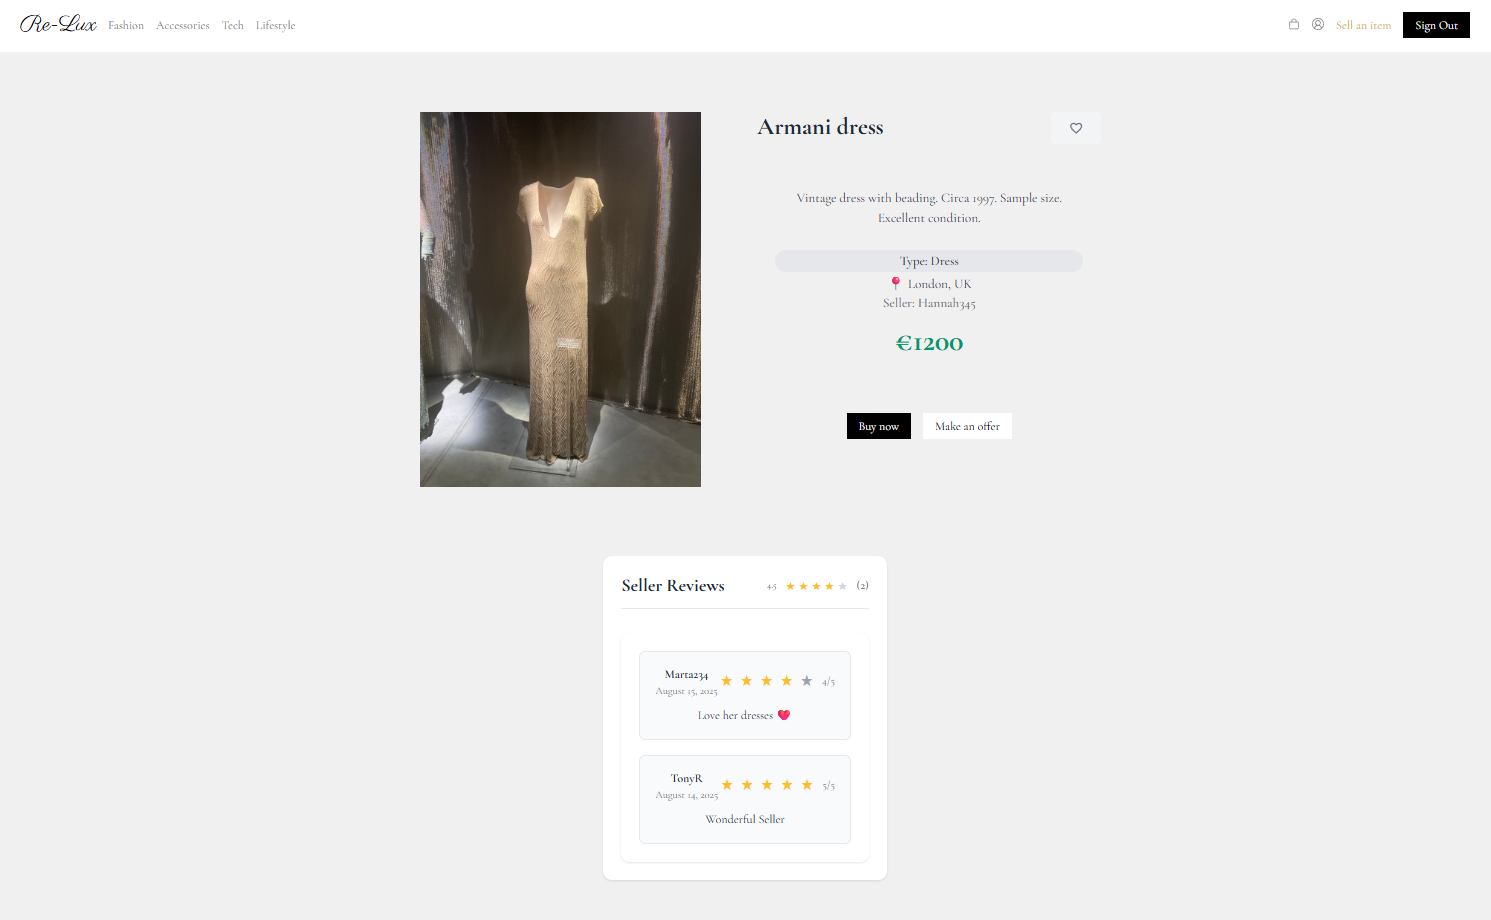 Re-Lux Fashion Accessories Tech Lifestyle Sell an item Sign Out
Armani dress
Vintage dress with beading. Circa 1997. Sample size.
Excellent condition.
Type: Dress
📍 London, UK
Seller: Hannah345
€1200
Buy now Make an offer
Seller Reviews 4.5 ★★★★★ (2)
Marta234 ★★★★★ 4/5
August 15, 2025
Love her dresses ❤️
TonyR ★★★★★ 5/5
August 14, 2025
Wonderful Seller